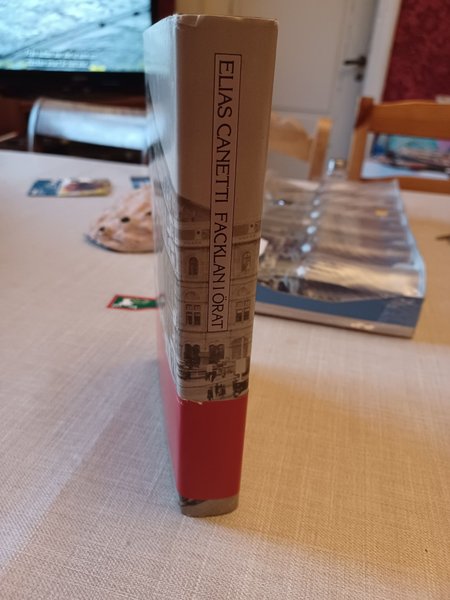 ELIAS CANETTI FACKLAN I ÖRAT